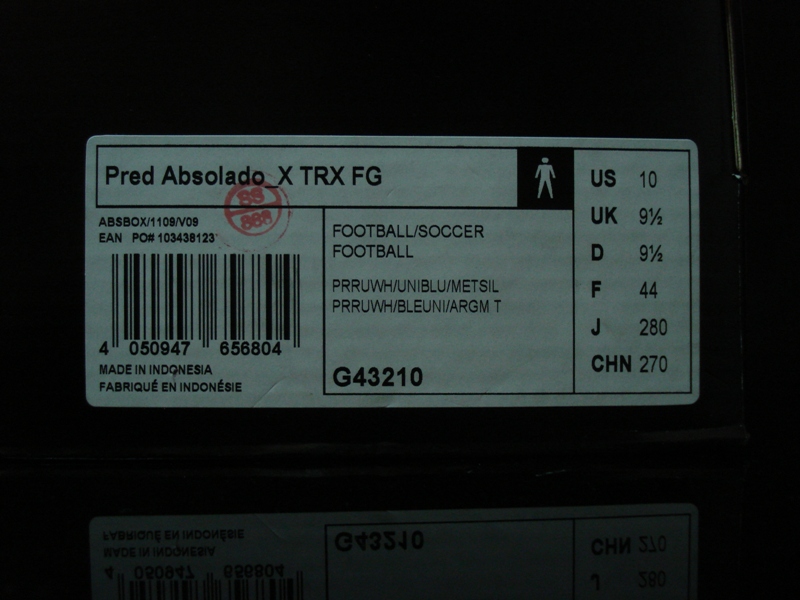 Pred Absolado_X TRX FG
ABSBOX/1109/V09
EAN PO# 103438123
88
888
4 050947 656804
MADE IN INDONESIA
FABRIQUÉ EN INDONÉSIE
FOOTBALL/SOCCER
FOOTBALL
PRRUWH/UNIBLU/METSIL
PRRUWH/BLEUNI/ARGM T
G43210
US 10
UK 9½
D 9½
F 44
J 280
CHN 270